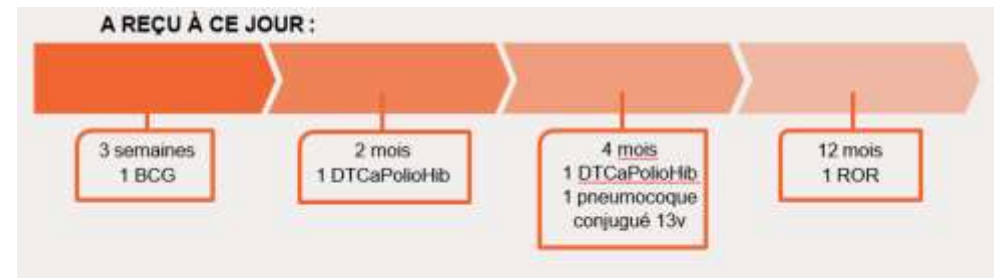 A REÇU À CE JOUR :
3 semaines
1 BCG
2 mois
1 DTCaPolioHib
4 mois
1 DTCaPolioHib
1 pneumocoque
conjugué 13v
12 mois
1 ROR